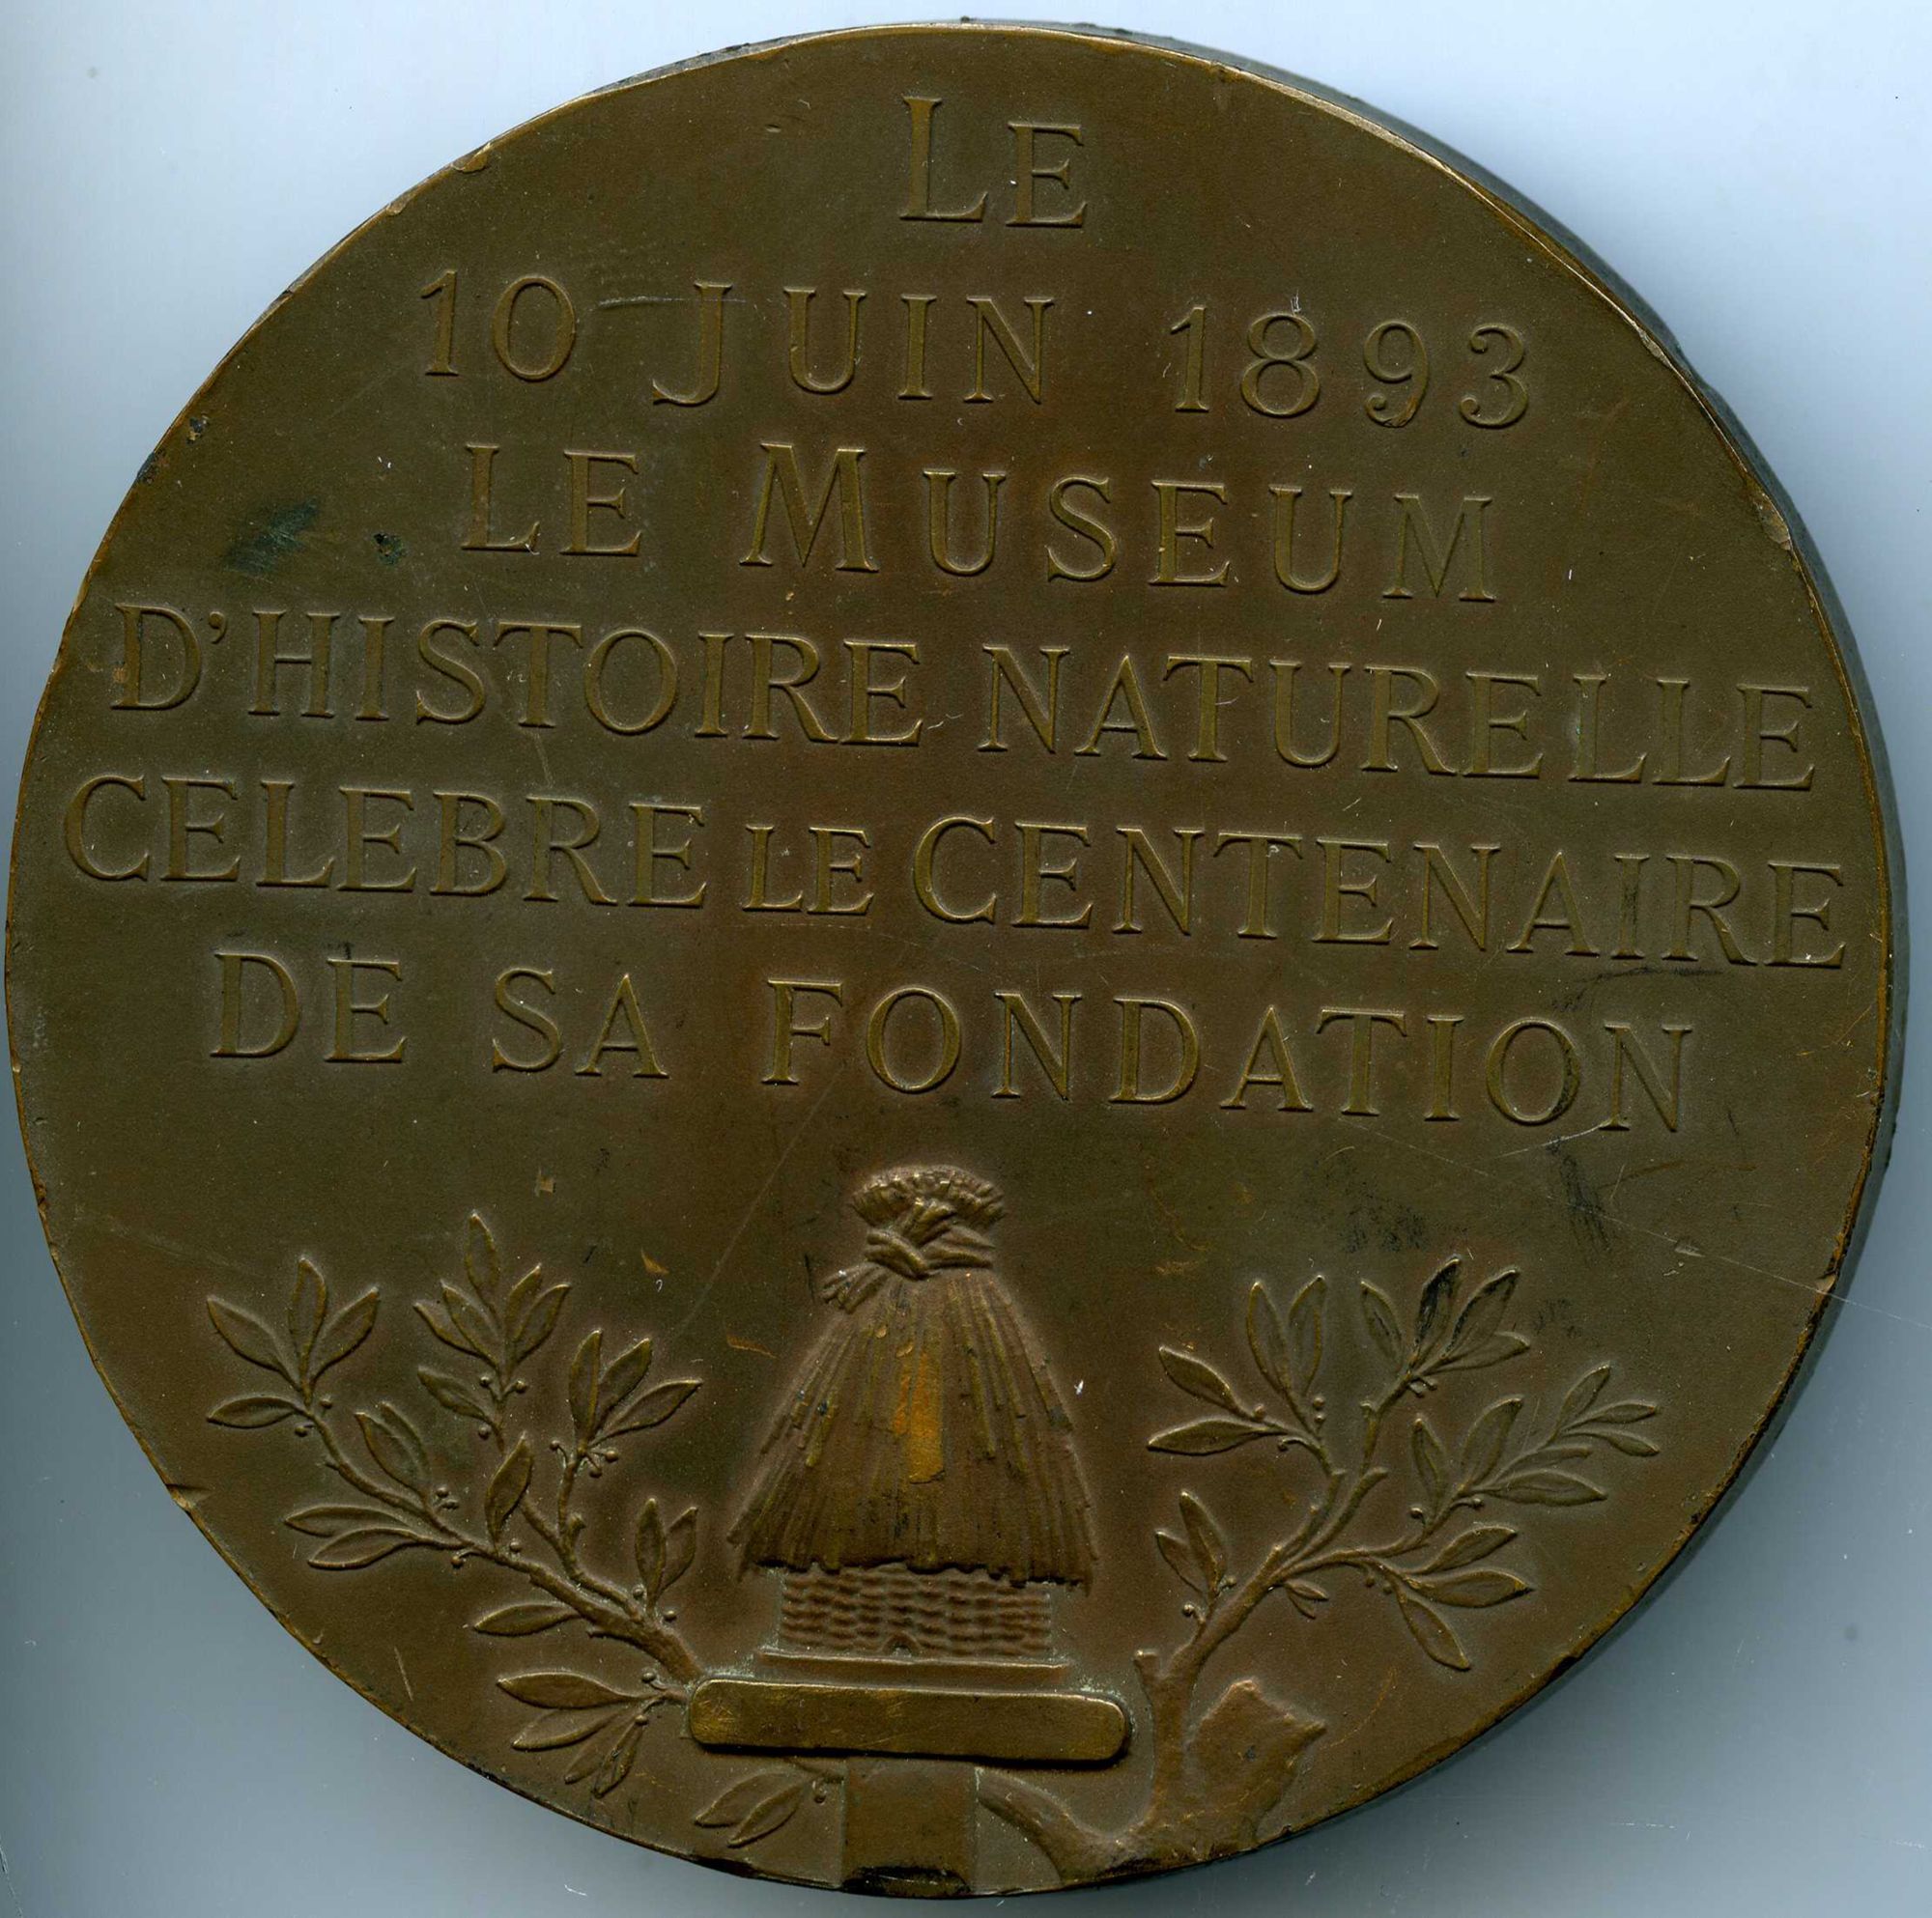 LE
10 JUIN 1893
LE MUSEUM
D'HISTOIRE NATURELLE
CELEBRE LE CENTENAIRE
DE SA FONDATION